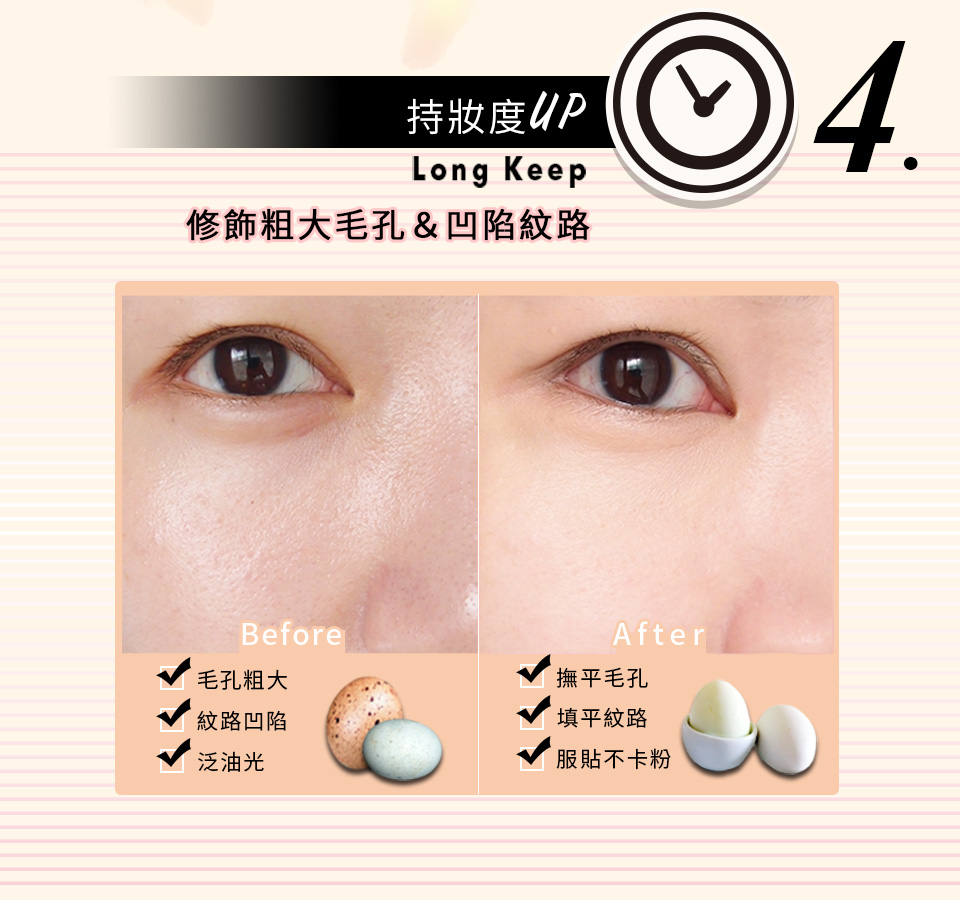 持妝度UP
4.
Long Keep
修飾粗大毛孔&凹陷紋路
Before
After
毛孔粗大
紋路凹陷
泛油光
撫平毛孔
填平紋路
服貼不卡粉